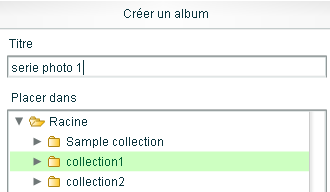 Créer un album
Titre
serie photo 1
Placer dans
Racine
Sample collection
collection1
collection2